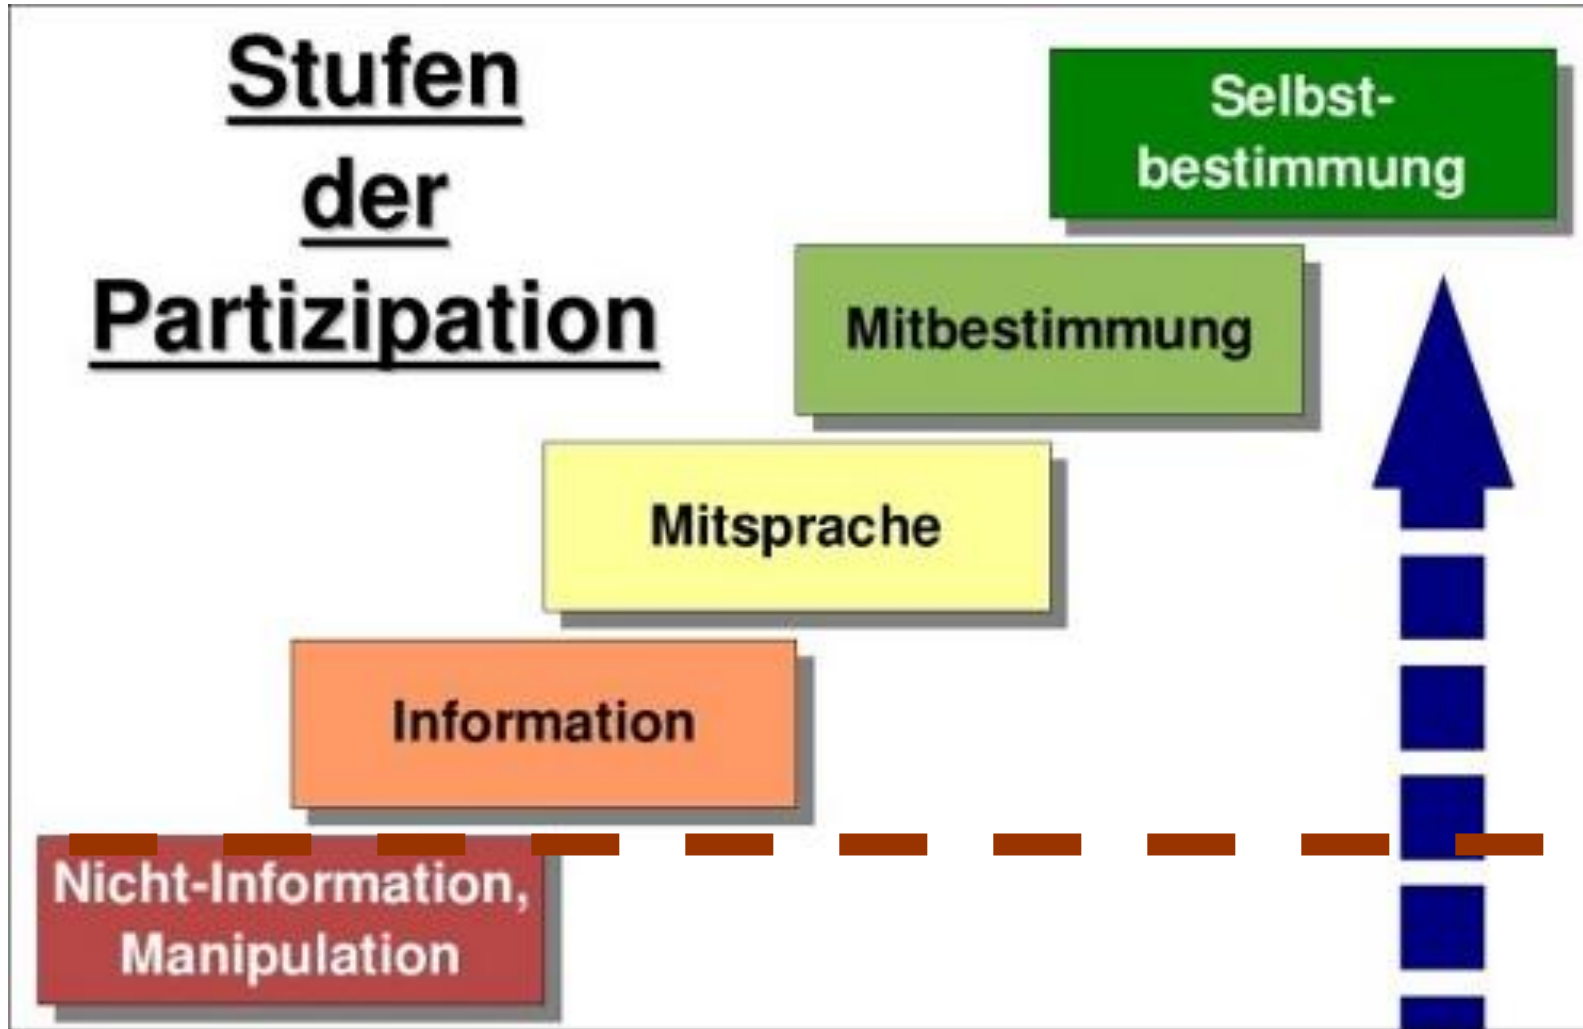 Stufen
der
Partizipation
Selbst-
bestimmung
Mitbestimmung
Mitsprache
Information
Nicht-Information,
Manipulation